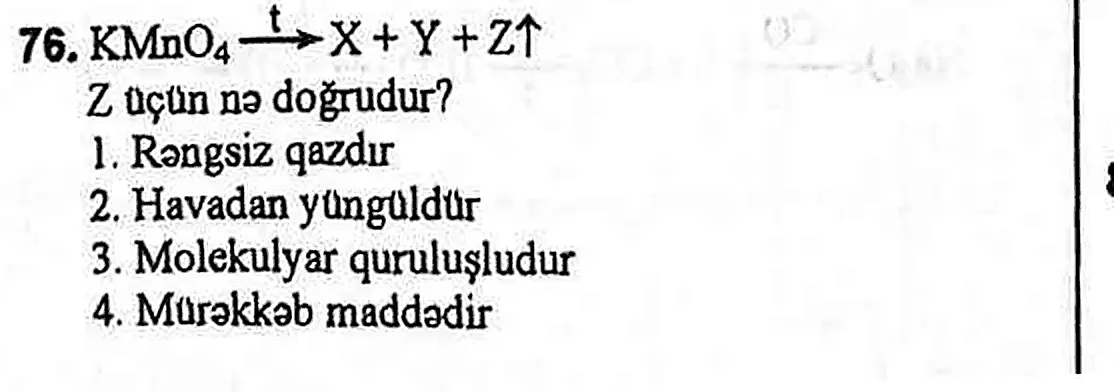 76. KMnO₄ —t→ X + Y + Z↑
Z üçün nə doğrudur?
1. Rəngsiz qazdır
2. Havadan yüngüldür
3. Molekulyar quruluşludur
4. Mürəkkəb maddədir